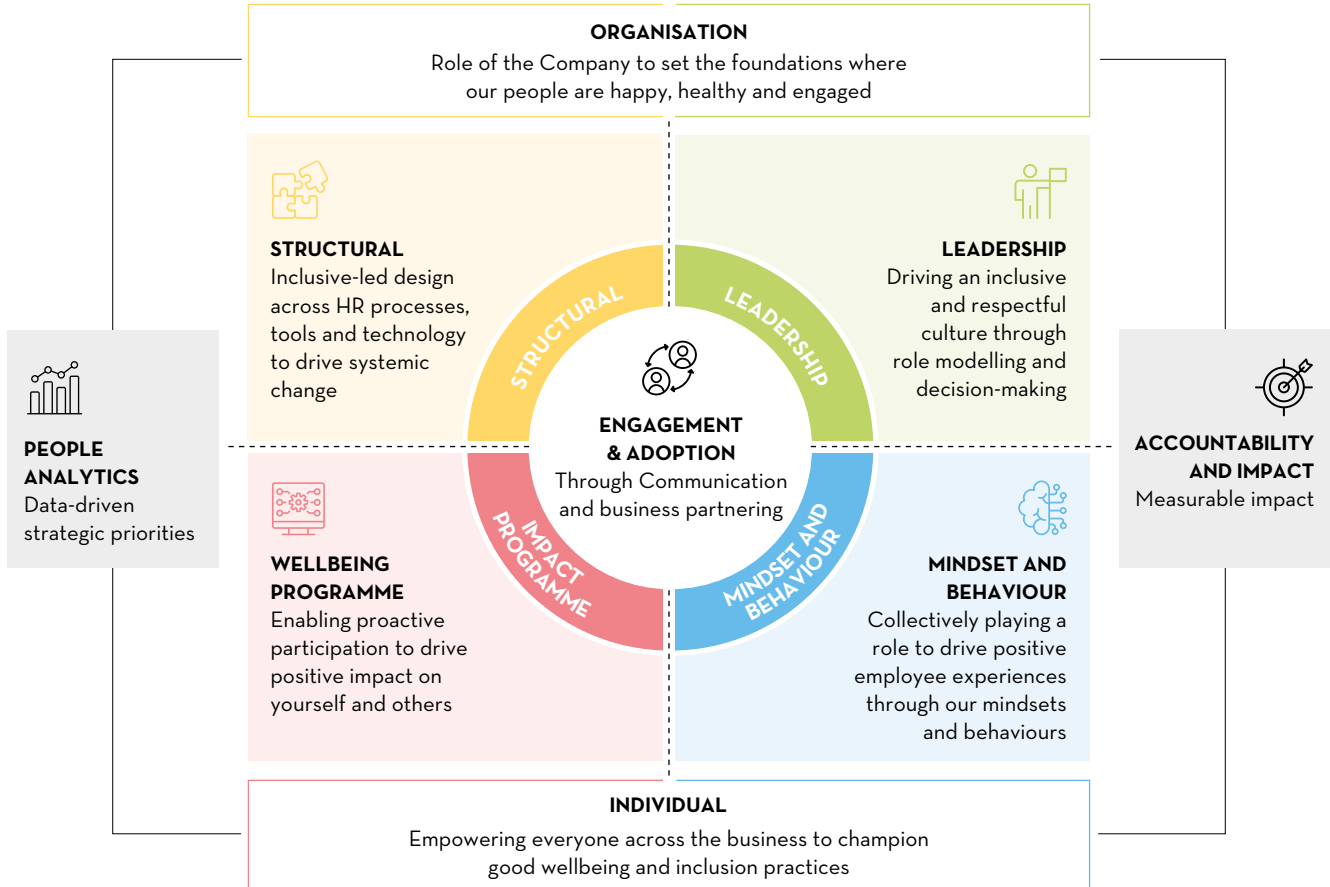 ORGANISATION
Role of the Company to set the foundations where
our people are happy, healthy and engaged
STRUCTURAL
Inclusive-led design
across HR processes,
tools and technology
to drive systemic
change
LEADERSHIP
Driving an inclusive
and respectful
culture through
role modelling and
decision-making
STRUCTURAL
LEADERSHIP
PEOPLE
ANALYTICS
Data-driven
strategic priorities
ENGAGEMENT
& ADOPTION
Through Communication
and business partnering
ACCOUNTABILITY
AND IMPACT
Measurable impact
IMPACT
PROGRAMME
MINDSET AND
BEHAVIOUR
WELLBEING
PROGRAMME
Enabling proactive
participation to drive
positive impact on
yourself and others
MINDSET AND
BEHAVIOUR
Collectively playing a
role to drive positive
employee experiences
through our mindsets
and behaviours
INDIVIDUAL
Empowering everyone across the business to champion
good wellbeing and inclusion practices